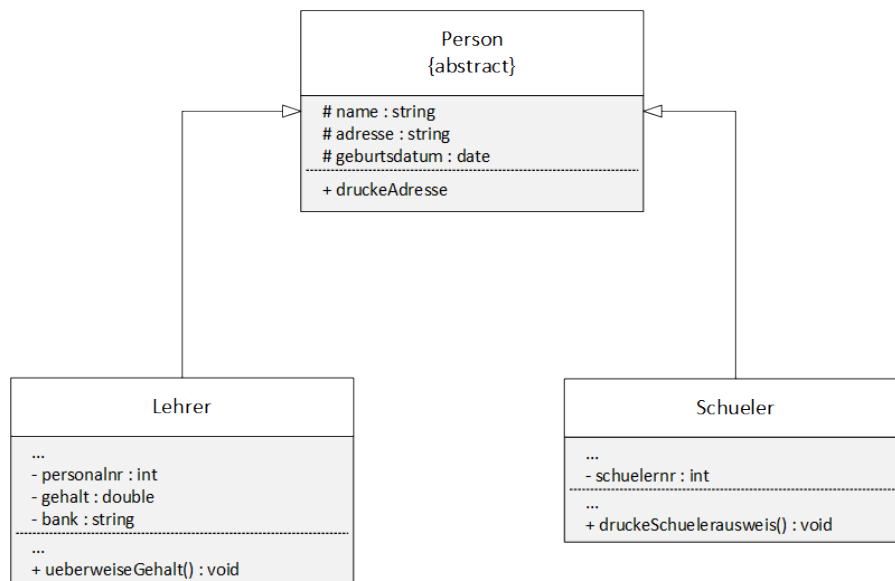 Person
{abstract}
# name : string
# adresse : string
# geburtsdatum : date
+ druckeAdresse
Lehrer
...
- personalnr : int
- gehalt : double
- bank : string
...
+ ueberweiseGehalt() : void
Schueler
...
- schuelernr : int
...
+ druckeSchuelerausweis() : void